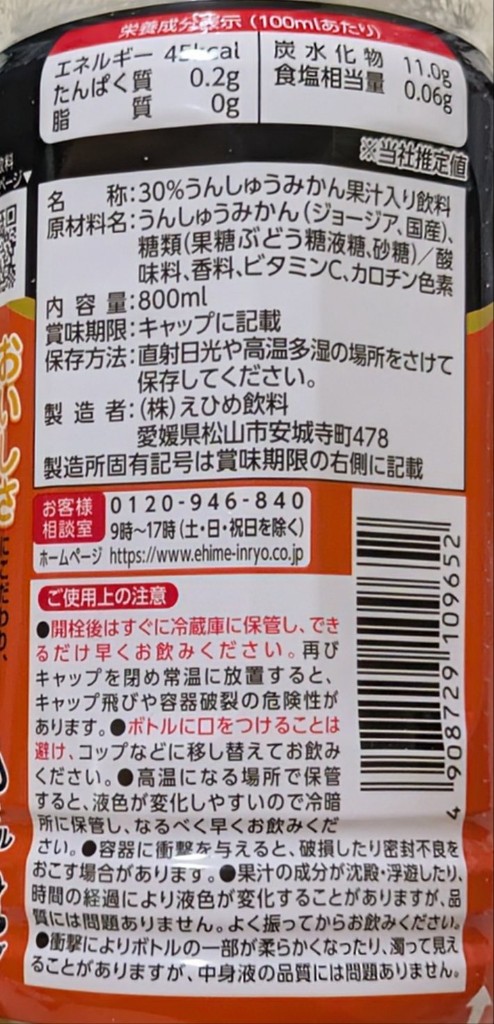 栄養成分表示(100mlあたり)
エネルギー 45kcal 炭水化物 11.0g
たんぱく質 0.2g 食塩相当量 0.06g
脂質 0g
※当社推定値
名称:30%うんしゅうみかん果汁入り飲料
原材料名:うんしゅうみかん(ジョージア、国産)、
糖類(果糖ぶどう糖液糖、砂糖)/酸
味料、香料、ビタミンC、カロチン色素
内容量:800ml
賞味期限:キャップに記載
保存方法:直射日光や高温多湿の場所をさけて
保存してください。
製造者:(株)えひめ飲料
愛媛県松山市安城寺町478
製造所固有記号は賞味期限の右側に記載
お客様
相談室
0120-946-840
9時〜17時(土・日・祝日を除く)
ホームページ https://www.ehime-inryo.co.jp
ご使用上の注意
●開栓後はすぐに冷蔵庫に保管し、でき
るだけ早くお飲みください。再び
キャップを閉め常温に放置すると、
キャップ飛びや容器破裂の危険性が
あります。●ボトルに口をつけることは
避け、コップなどに移し替えてお飲み
ください。●高温になる場所で保管
すると、液色が変化しやすいので冷暗
所に保管し、なるべく早くお飲みくだ
さい。●容器に衝撃を与えると、破損したり密封不良を
おこす場合があります。●果汁の成分が沈殿・浮遊したり、
時間の経過により液色が変化することがありますが、品
質には問題ありません。よく振ってからお飲みください。
●衝撃によりボトルの一部が柔らかくなったり、濁って見え
ることがありますが、中身液の品質には問題ありません。
4 908729 109652
おいしさ